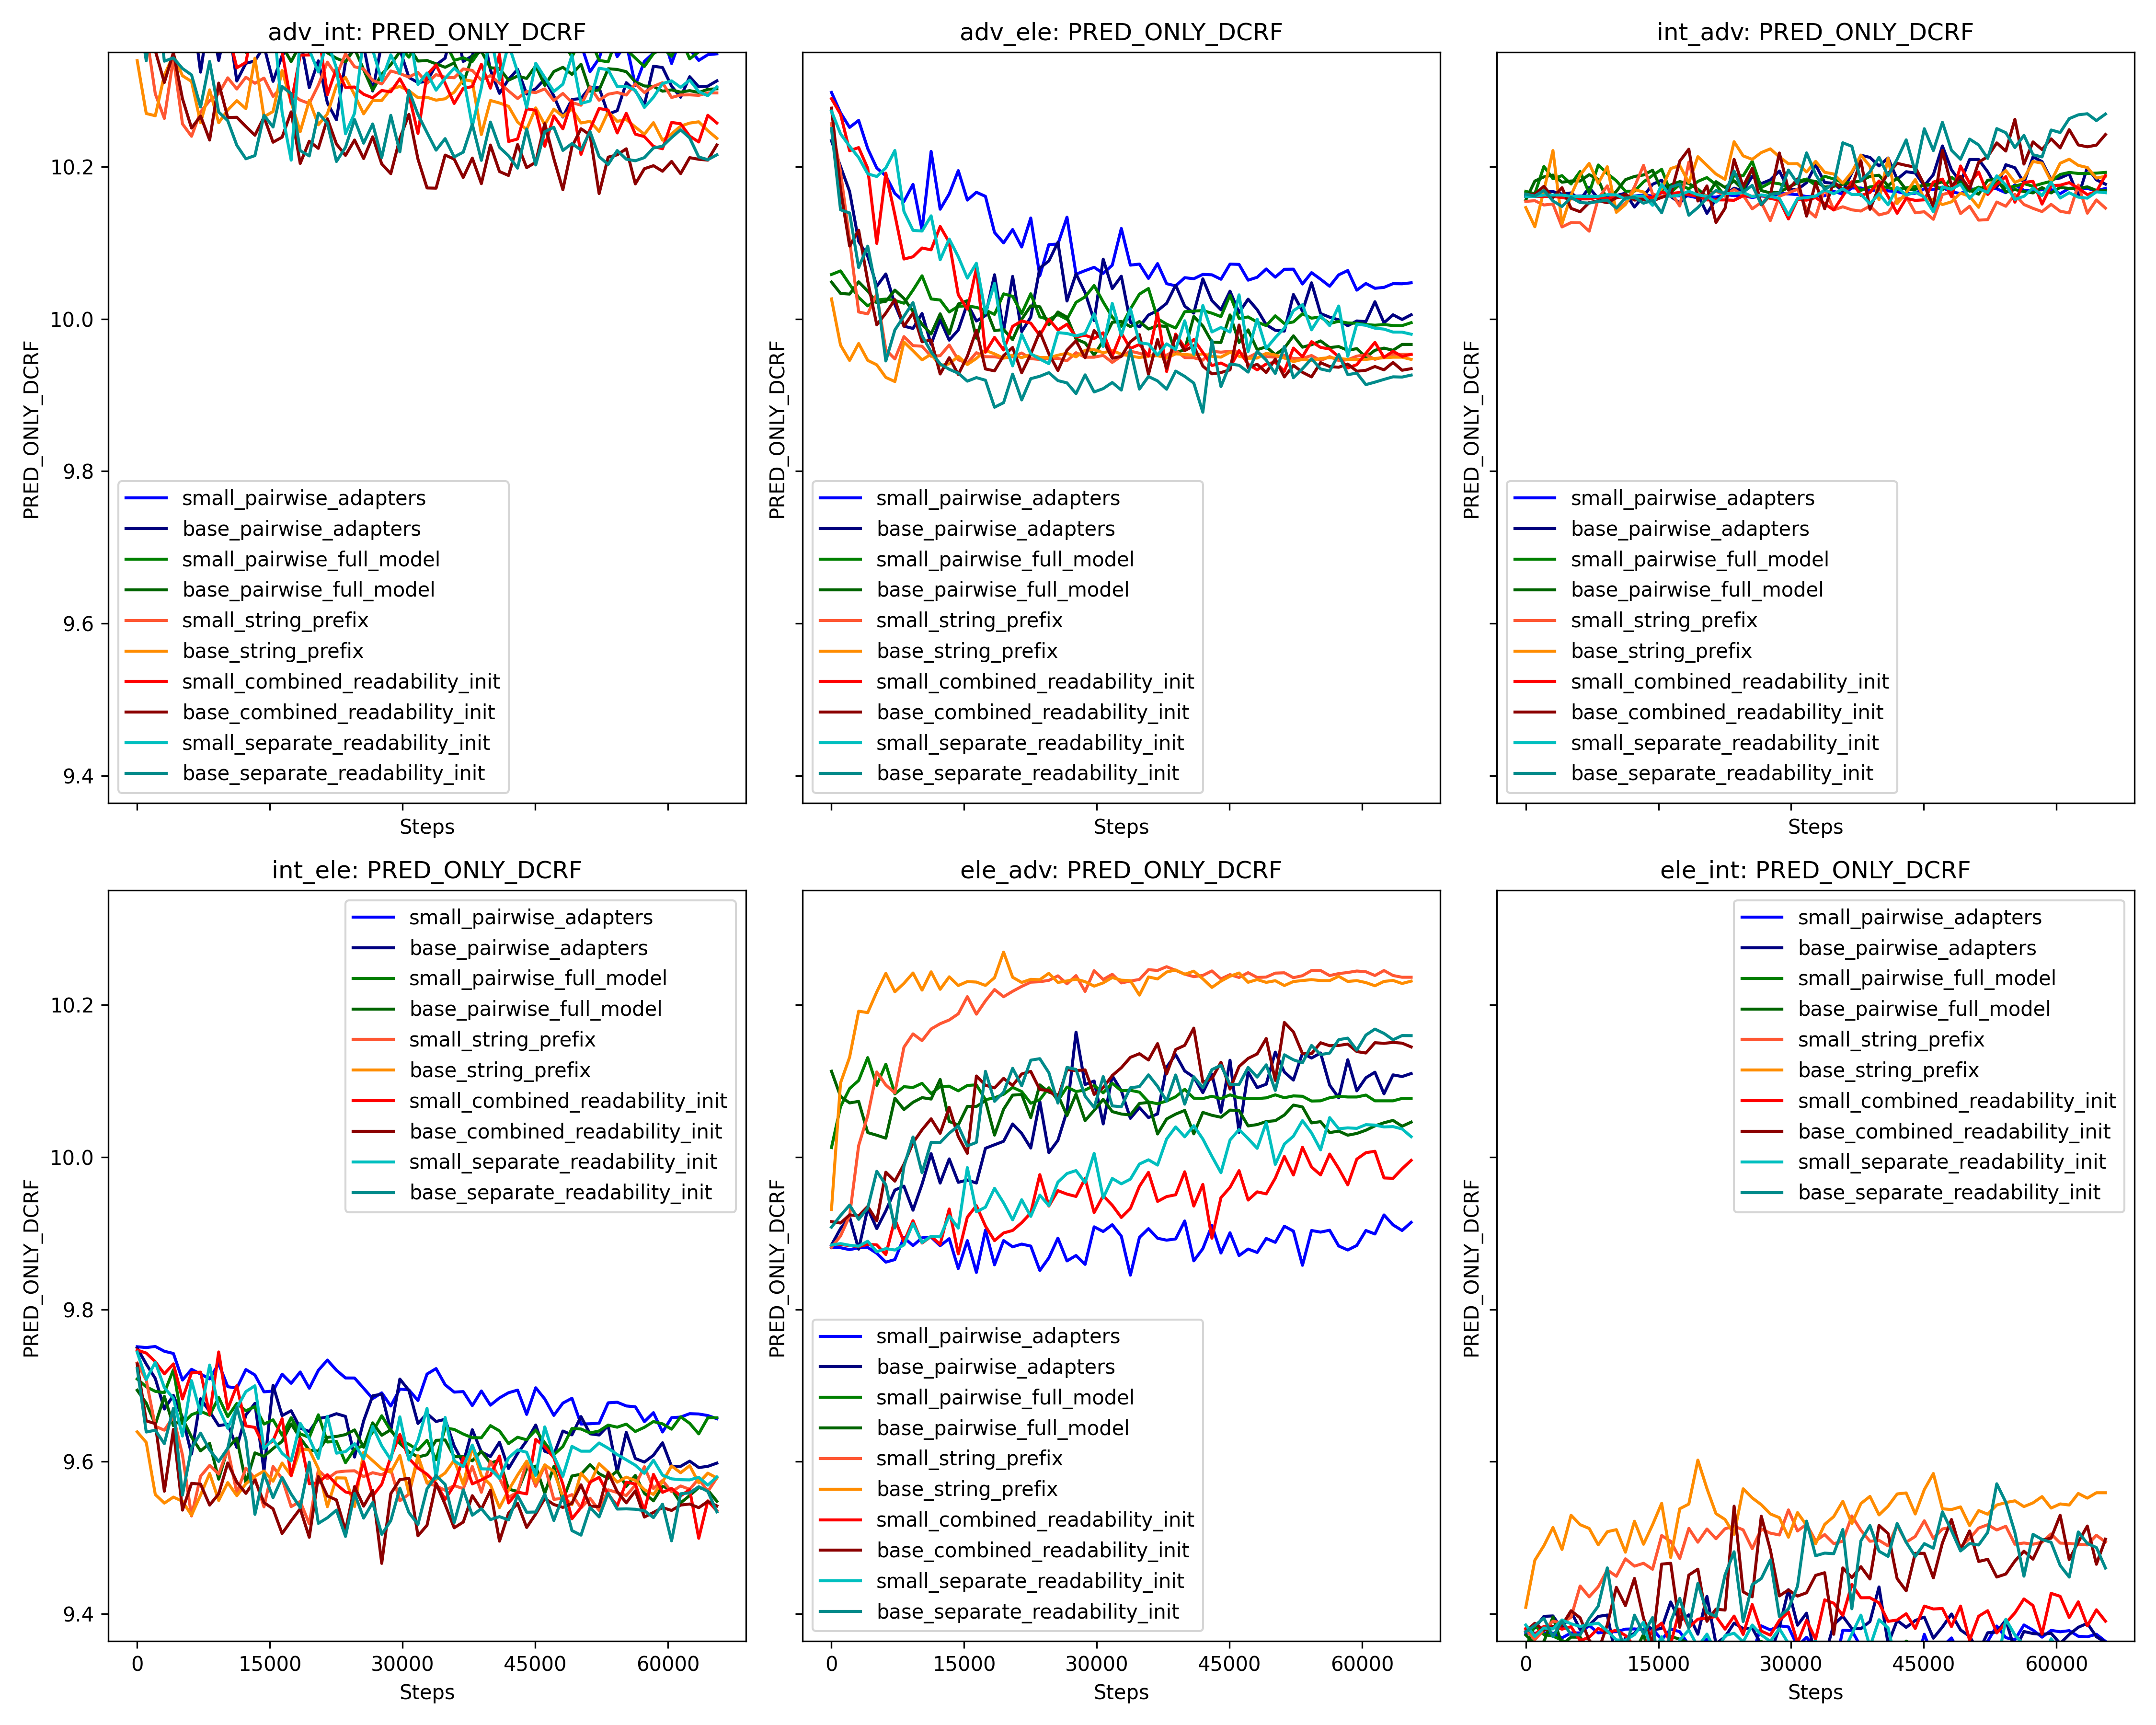 adv_int: PRED_ONLY_DCRF
PRED_ONLY_DCRF
10.2
10.0
9.8
9.6
9.4
small_pairwise_adapters
base_pairwise_adapters
small_pairwise_full_model
base_pairwise_full_model
small_string_prefix
base_string_prefix
small_combined_readability_init
base_combined_readability_init
small_separate_readability_init
base_separate_readability_init
Steps
adv_ele: PRED_ONLY_DCRF
PRED_ONLY_DCRF
small_pairwise_adapters
base_pairwise_adapters
small_pairwise_full_model
base_pairwise_full_model
small_string_prefix
base_string_prefix
small_combined_readability_init
base_combined_readability_init
small_separate_readability_init
base_separate_readability_init
Steps
int_adv: PRED_ONLY_DCRF
PRED_ONLY_DCRF
small_pairwise_adapters
base_pairwise_adapters
small_pairwise_full_model
base_pairwise_full_model
small_string_prefix
base_string_prefix
small_combined_readability_init
base_combined_readability_init
small_separate_readability_init
base_separate_readability_init
Steps
int_ele: PRED_ONLY_DCRF
PRED_ONLY_DCRF
10.2
10.0
9.8
9.6
9.4
small_pairwise_adapters
base_pairwise_adapters
small_pairwise_full_model
base_pairwise_full_model
small_string_prefix
base_string_prefix
small_combined_readability_init
base_combined_readability_init
small_separate_readability_init
base_separate_readability_init
0 15000 30000 45000 60000
Steps
ele_adv: PRED_ONLY_DCRF
PRED_ONLY_DCRF
small_pairwise_adapters
base_pairwise_adapters
small_pairwise_full_model
base_pairwise_full_model
small_string_prefix
base_string_prefix
small_combined_readability_init
base_combined_readability_init
small_separate_readability_init
base_separate_readability_init
0 15000 30000 45000 60000
Steps
ele_int: PRED_ONLY_DCRF
PRED_ONLY_DCRF
small_pairwise_adapters
base_pairwise_adapters
small_pairwise_full_model
base_pairwise_full_model
small_string_prefix
base_string_prefix
small_combined_readability_init
base_combined_readability_init
small_separate_readability_init
base_separate_readability_init
0 15000 30000 45000 60000
Steps